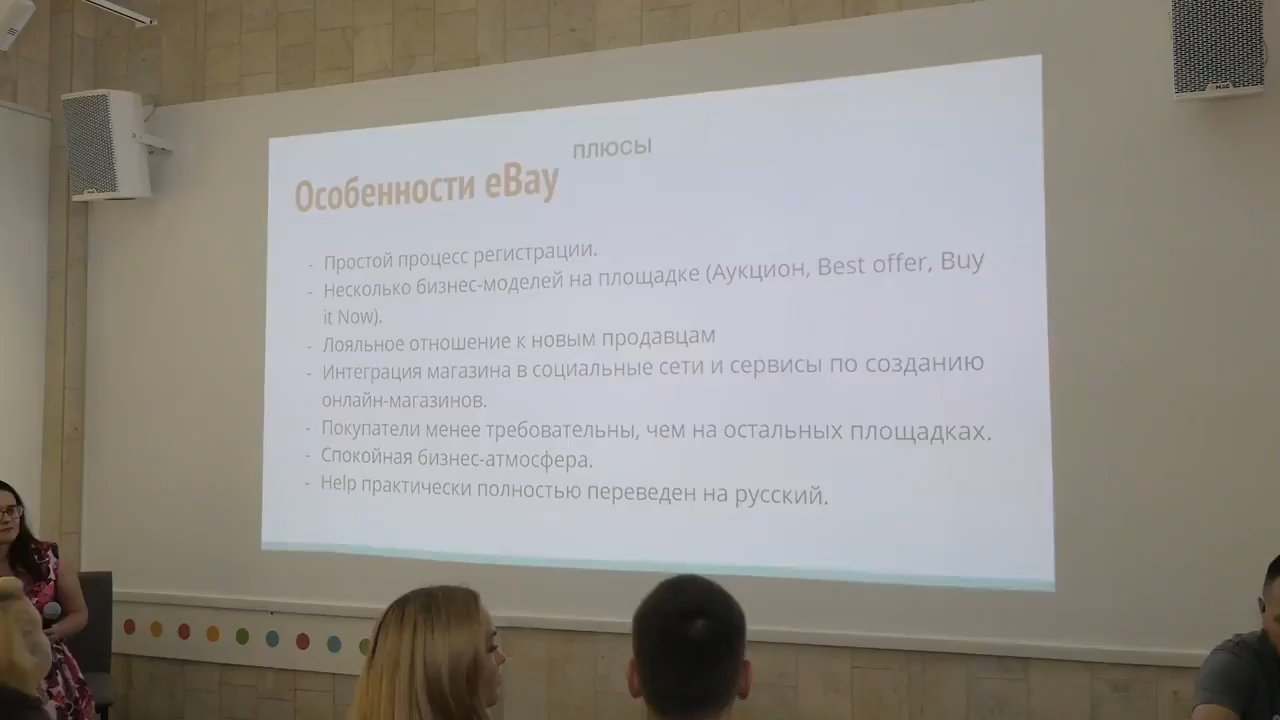 плюсы
Особенности eBay
- Простой процесс регистрации.
- Несколько бизнес-моделей на площадке (Аукцион, Best offer, Buy
it Now).
- Лояльное отношение к новым продавцам
- Интеграция магазина в социальные сети и сервисы по созданию
онлайн-магазинов.
- Покупатели менее требовательны, чем на остальных площадках.
- Спокойная бизнес-атмосфера.
- Help практически полностью переведен на русский.